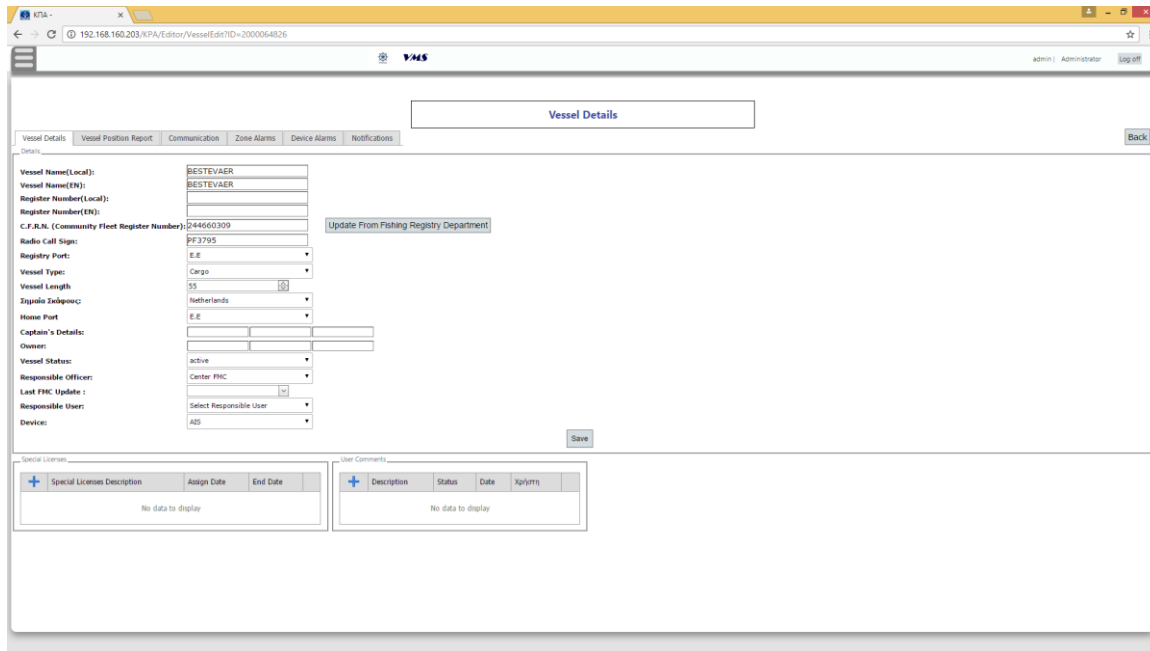 ΚΠΑ -
192.168.160.203/KPA/Editor/VesselEdit?ID=2000064826
VMS
admin | Administrator Log off
Vessel Details
Vessel Details Vessel Position Report Communication Zone Alarms Device Alarms Notifications Back
Details
Vessel Name(Local): BESTEVAER
Vessel Name(EN): BESTEVAER
Register Number(Local):
Register Number(EN):
C.F.R.N. (Community Fleet Register Number): 244660309 Update From Fishing Registry Department
Radio Call Sign: PF3795
Registry Port: E.E
Vessel Type: Cargo
Vessel Length 55
Σημαία Σκάφους: Netherlands
Home Port E.E
Captain's Details:
Owner:
Vessel Status: active
Responsible Officer: Center FMC
Last FMC Update :
Responsible User: Select Responsible User
Device: AIS
Save
Special Licenses User Comments
Special Licenses Description Assign Date End Date Description Status Date Χρήστη
No data to display No data to display